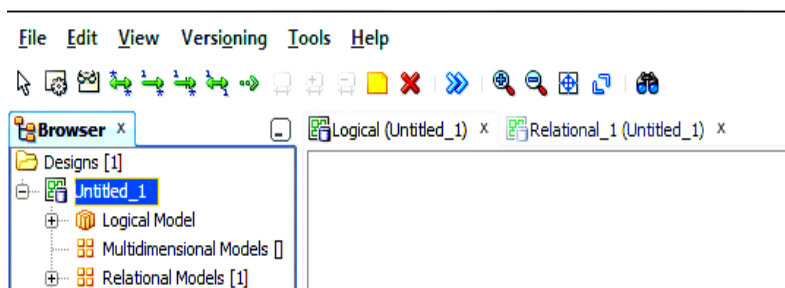 File Edit View Versioning Tools Help
Browser x
Logical (Untitled_1) x Relational_1 (Untitled_1) x
Designs [1]
Untitled_1
Logical Model
Multidimensional Models []
Relational Models [1]